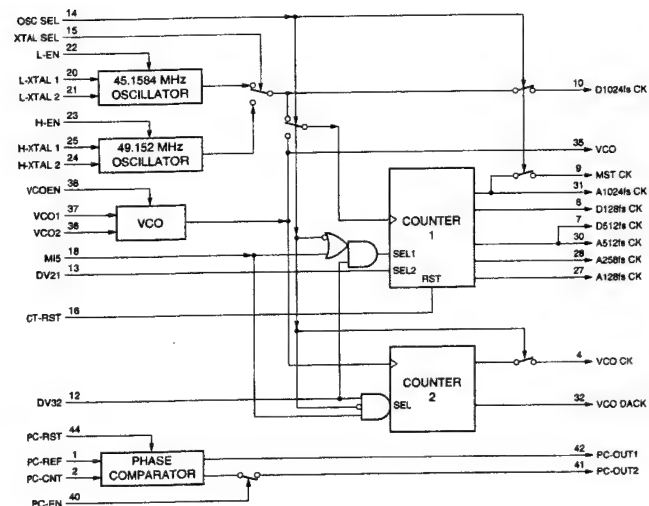 OSC SEL 14
XTAL SEL 15
L-EN 22
L-XTAL 1 20
L-XTAL 2 21
45.1584 MHz
OSCILLATOR
10 D1024fs CK
H-EN 23
H-XTAL 1 25
H-XTAL 2 24
49.152 MHz
OSCILLATOR
35 VCO
9 MST CK
31 A1024fs CK
VCOEN 38
VCO1 37
VCO2 36
VCO
6 D128fs CK
7 D512fs CK
30 A512fs CK
28 A258fs CK
27 A128fs CK
COUNTER
1
SEL1
SEL2
RST
MI5 18
DV21 13
CT-RST 16
4 VCO CK
COUNTER
2
SEL
DV32 12
32 VCO DACK
PC-RST 44
PC-REF 1
PC-CNT 2
PHASE
COMPARATOR
42 PC-OUT1
41 PC-OUT2
PC-EN 40